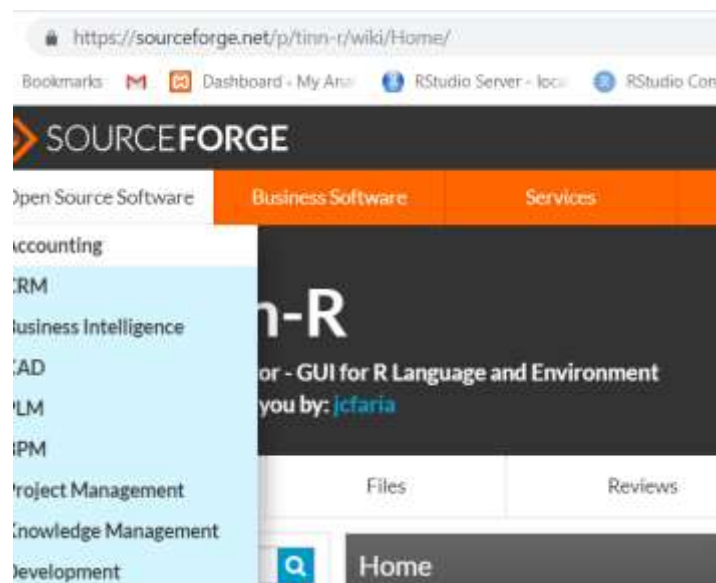 https://sourceforge.net/p/tinn-r/wiki/Home/
Bookmarks M Dashboard - My Ana RStudio Server - loca RStudio Con
SOURCEFORGE
Open Source Software Business Software Services
Accounting
CRM
Business Intelligence
n-R
CAD
or - GUI for R Language and Environment
PLM
you by: jcfaria
BPM
Project Management Files Reviews
Knowledge Management
Development Home